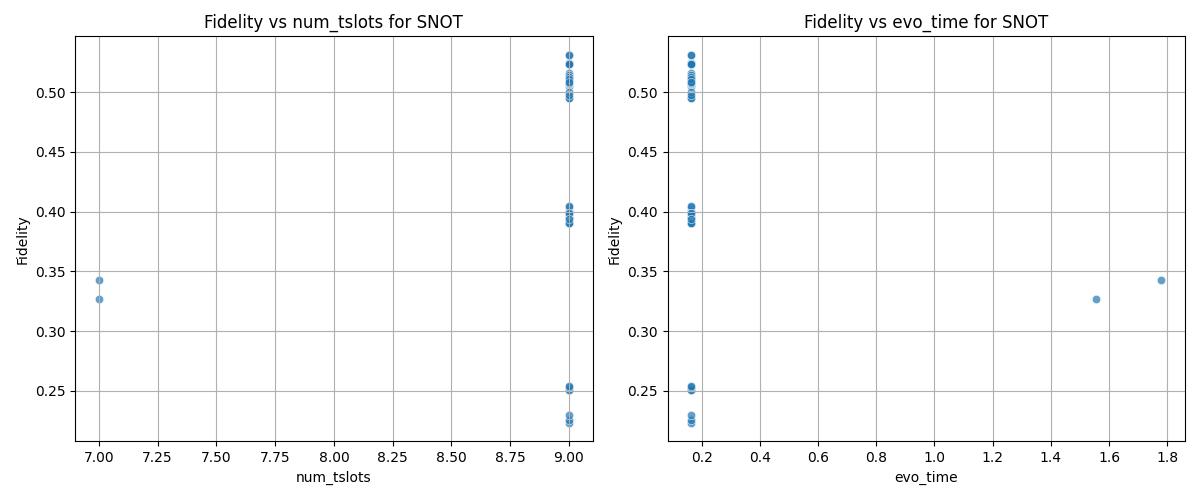 Fidelity vs num_tslots for SNOT
Fidelity
0.50
0.45
0.40
0.35
0.30
0.25
7.00 7.25 7.50 7.75 8.00 8.25 8.50 8.75 9.00
num_tslots
Fidelity vs evo_time for SNOT
Fidelity
0.50
0.45
0.40
0.35
0.30
0.25
0.2 0.4 0.6 0.8 1.0 1.2 1.4 1.6 1.8
evo_time